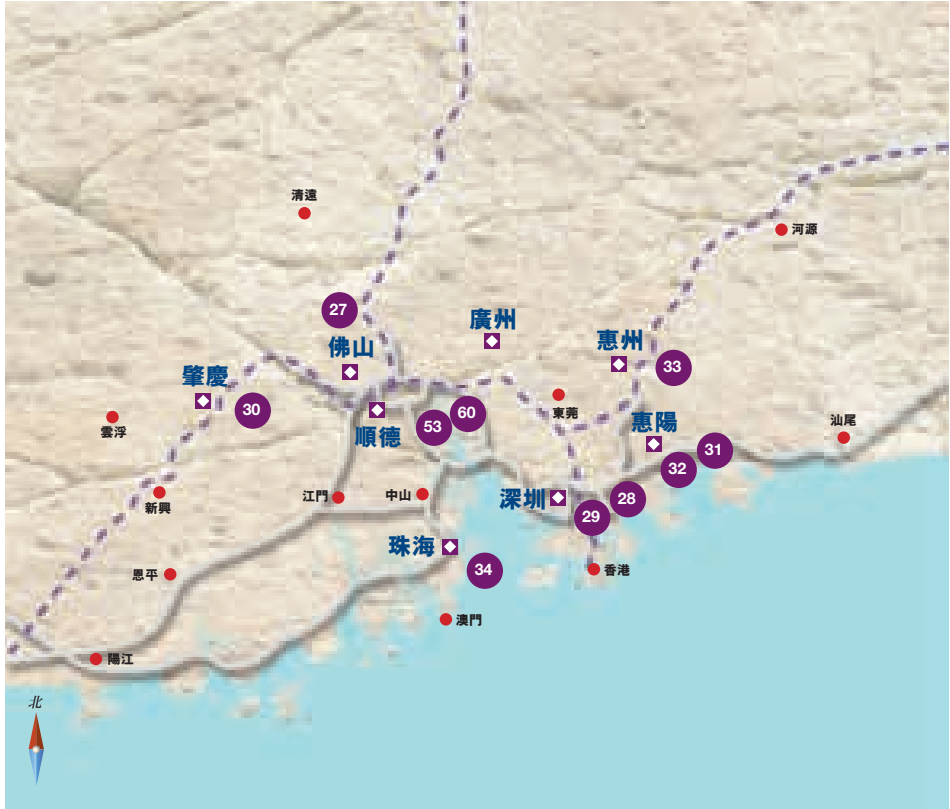 清遠
河源
27
廣州
佛山
惠州
33
肇慶
30
順德
53
60
東莞
惠陽
汕尾
雲浮
31
32
江門
中山
深圳
28
29
新興
珠海
34
香港
恩平
澳門
陽江
北